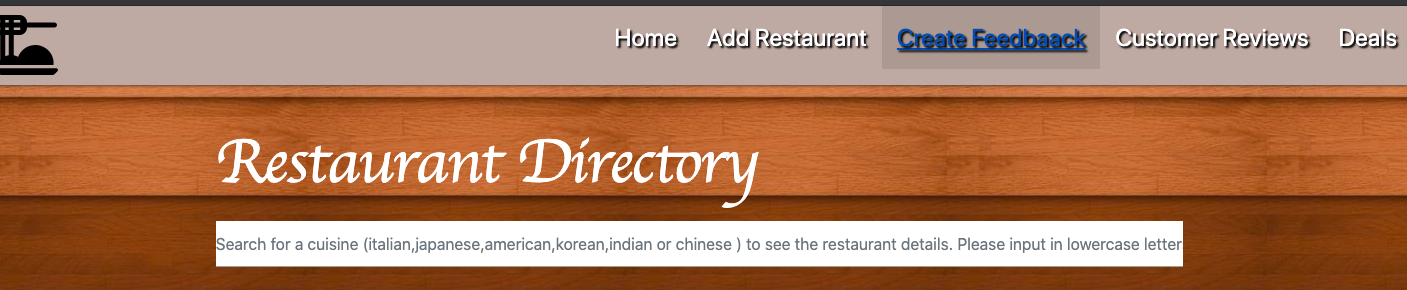 Home Add Restaurant Create Feedbaack Customer Reviews Deals
Restaurant Directory
Search for a cuisine (italian,japanese,american,korean,indian or chinese ) to see the restaurant details. Please input in lowercase letter